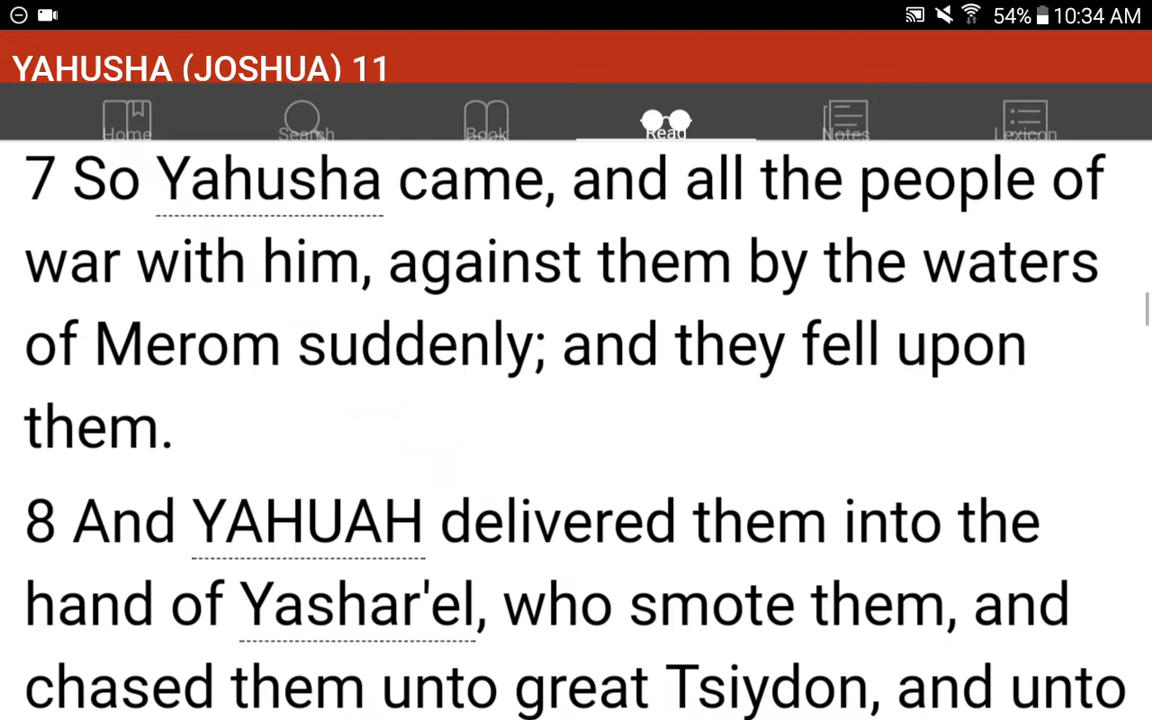 54% 10:34 AM
YAHUSHA (JOSHUA) 11
Home Search Book Read Notes Lexicon
7 So Yahusha came, and all the people of
war with him, against them by the waters
of Merom suddenly; and they fell upon
them.
8 And YAHUAH delivered them into the
hand of Yashar'el, who smote them, and
chased them unto great Tsiydon, and unto